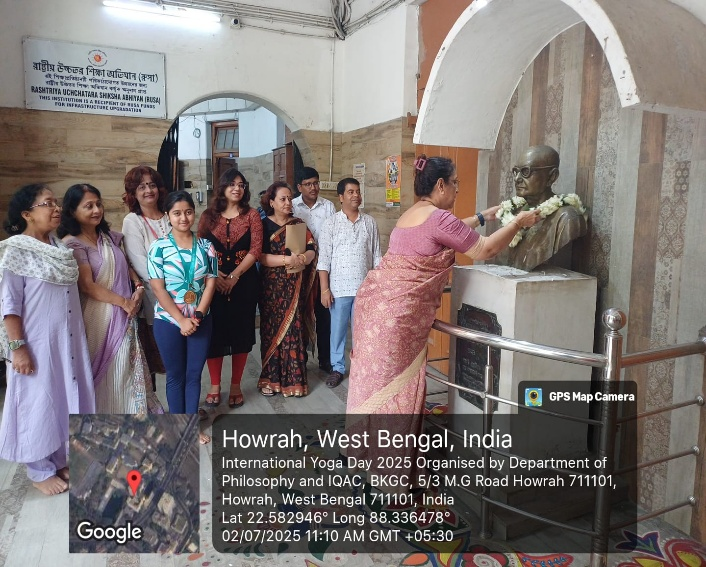 রাষ্ট্রীয় উচ্চতর শিক্ষা অভিযান (রুসা)
RASHTRIYA UCHCHATARA SHIKSHA ABHIYAN (RUSA)
THIS INSTITUTION IS A RECIPIENT OF RUSA FUNDS
FOR INFRASTRUCTURE UPGRADATION
GPS Map Camera
Howrah, West Bengal, India
International Yoga Day 2025 Organised by Department of
Philosophy and IQAC, BKGC, 5/3 M.G Road Howrah 711101,
Howrah, West Bengal 711101, India
Lat 22.582946° Long 88.336478°
02/07/2025 11:10 AM GMT +05:30
Google